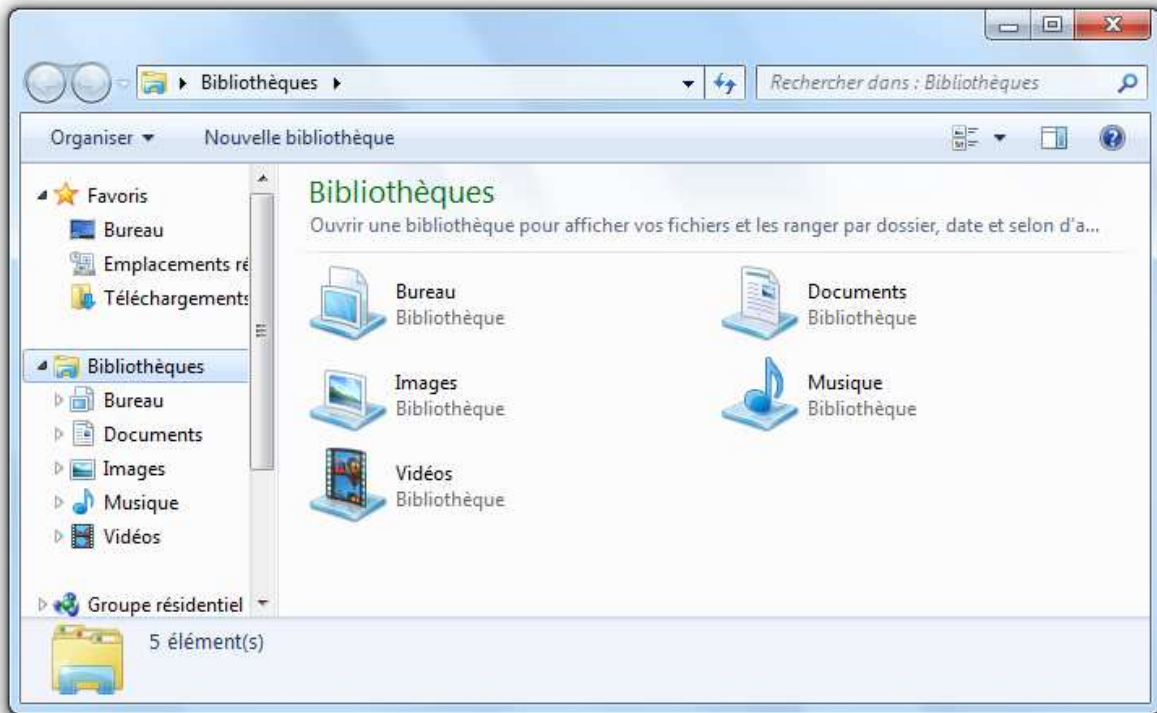 Bibliothèques
Rechercher dans : Bibliothèques
Organiser Nouvelle bibliothèque
Favoris
Bureau
Emplacements ré
Téléchargements
Bibliothèques
Bureau
Documents
Images
Musique
Vidéos
Groupe résidentiel
Bibliothèques
Ouvrir une bibliothèque pour afficher vos fichiers et les ranger par dossier, date et selon d'a...
Bureau
Bibliothèque
Documents
Bibliothèque
Images
Bibliothèque
Musique
Bibliothèque
Vidéos
Bibliothèque
5 élément(s)